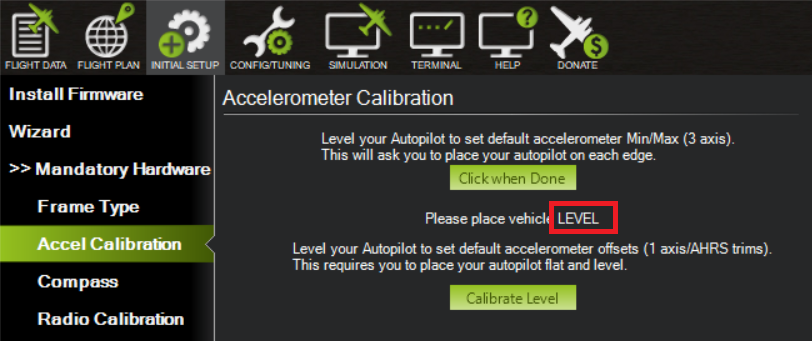 FLIGHT DATA
FLIGHT PLAN
INITIAL SETUP
CONFIG/TUNING
SIMULATION
TERMINAL
HELP
DONATE
Install Firmware
Wizard
>> Mandatory Hardware
Frame Type
Accel Calibration
Compass
Radio Calibration
Accelerometer Calibration
Level your Autopilot to set default accelerometer Min/Max (3 axis).
This will ask you to place your autopilot on each edge.
Click when Done
Please place vehicle LEVEL
Level your Autopilot to set default accelerometer offsets (1 axis/AHRS trims).
This requires you to place your autopilot flat and level.
Calibrate Level